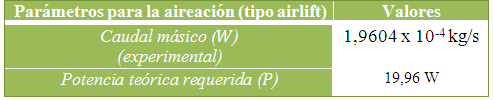 Parámetros para la aireación (tipo airlift) Valores
Caudal másico (W) 1,9604 x 10-4 kg/s
(experimental)
Potencia teórica requerida (P) 19,96 W